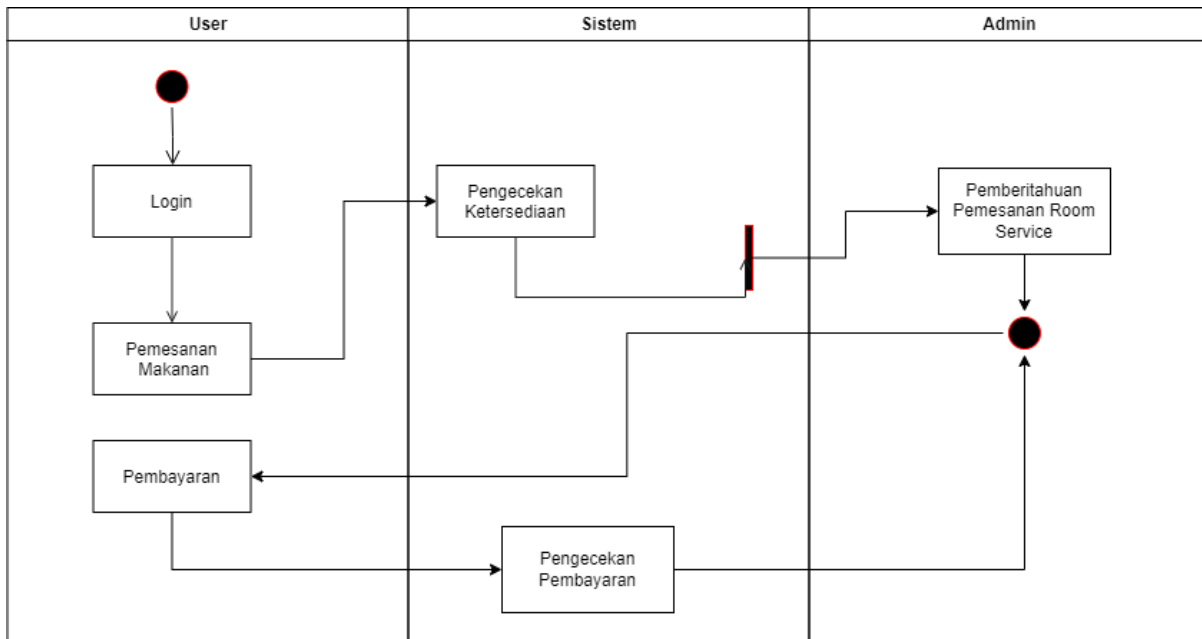 User
Sistem
Admin
Login
Pengecekan
Ketersediaan
Pemberitahuan
Pemesanan Room
Service
Pemesanan
Makanan
Pembayaran
Pengecekan
Pembayaran